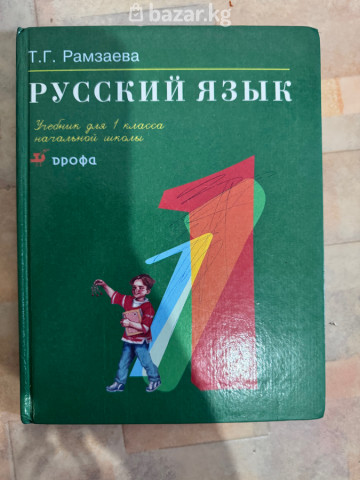 bazar.kg
Т.Г. Рамзаева
РУССКИЙ ЯЗЫК
Учебник для 1 класса
начальной школы
дрофа
1